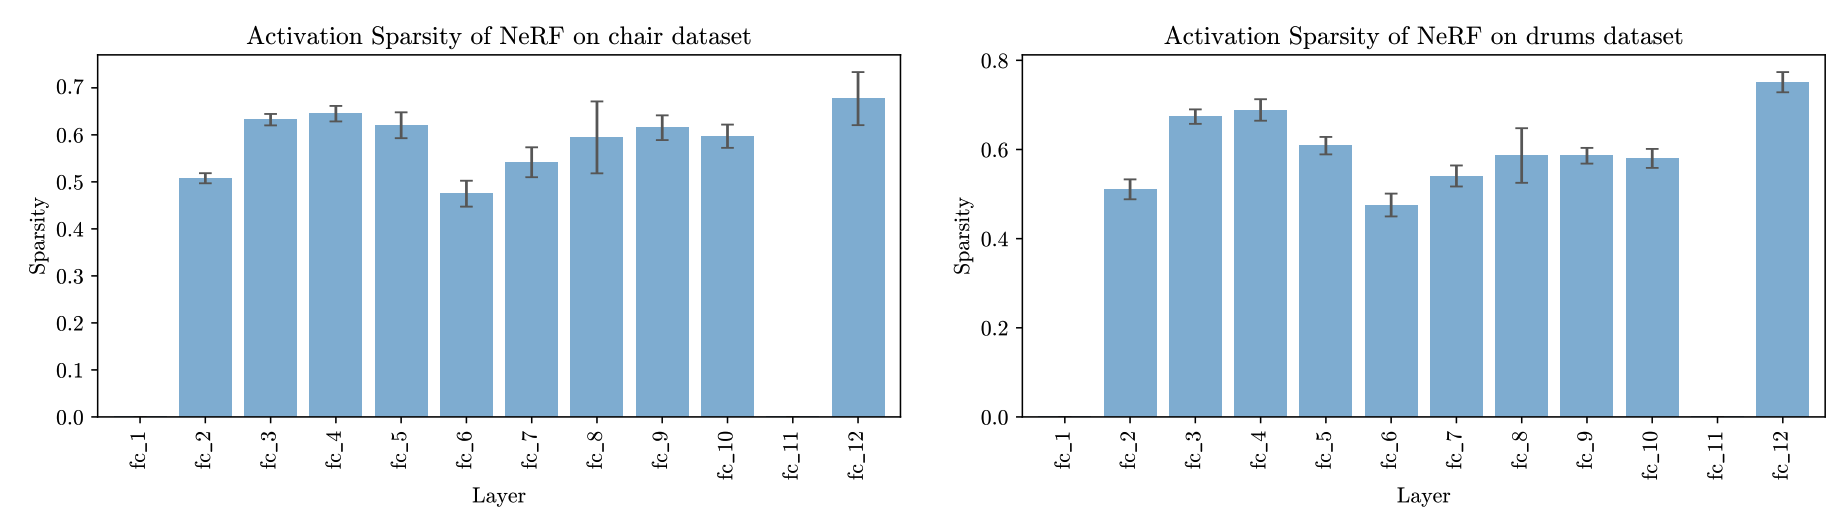 Activation Sparsity of NeRF on chair dataset
Sparsity
0.7
0.6
0.5
0.4
0.3
0.2
0.1
0.0
fc_1
fc_2
fc_3
fc_4
fc_5
fc_6
fc_7
fc_8
fc_9
fc_10
fc_11
fc_12
Layer
Activation Sparsity of NeRF on drums dataset
Sparsity
0.8
0.6
0.4
0.2
0.0
fc_1
fc_2
fc_3
fc_4
fc_5
fc_6
fc_7
fc_8
fc_9
fc_10
fc_11
fc_12
Layer